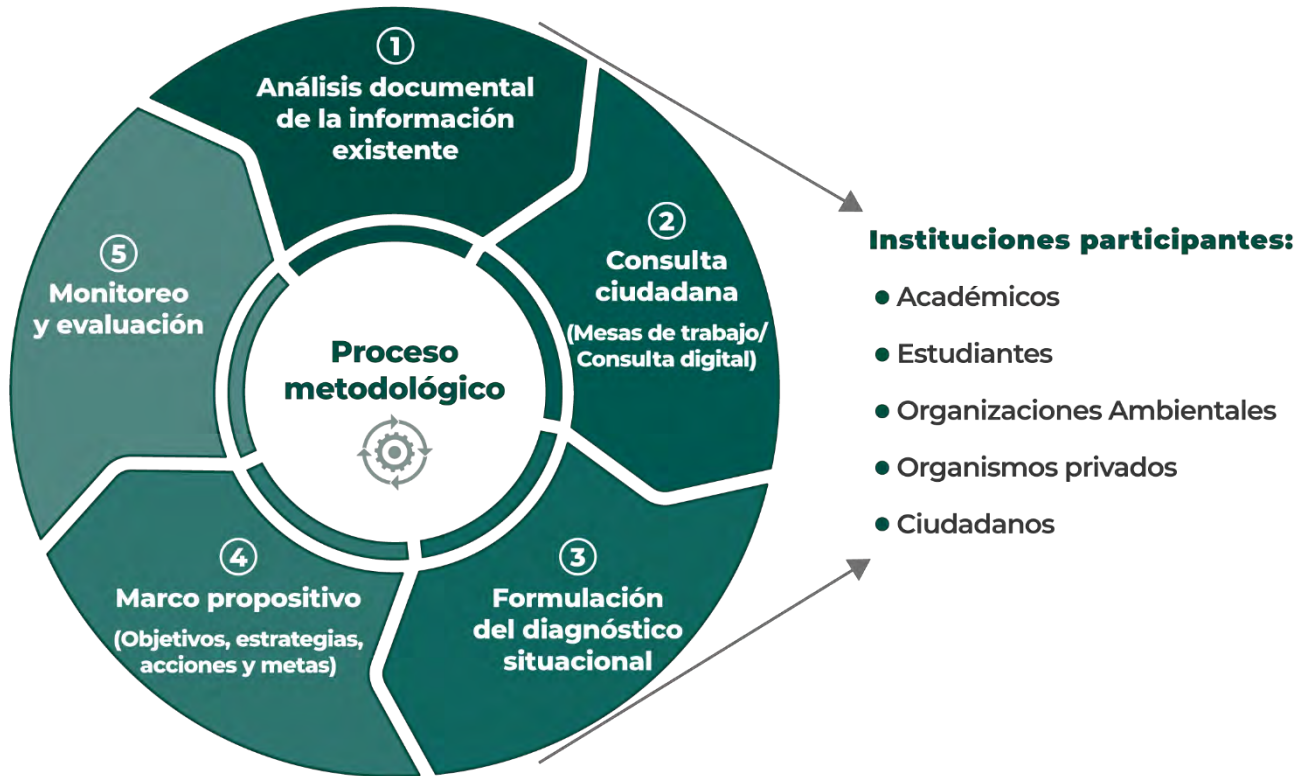 1
Análisis documental
de la información
existente
2
Consulta
ciudadana
(Mesas de trabajo/
Consulta digital)
3
Formulación
del diagnóstico
situacional
4
Marco propositivo
(Objetivos, estrategias,
acciones y metas)
5
Monitoreo
y evaluación
Proceso
metodológico
Instituciones participantes:
• Académicos
• Estudiantes
• Organizaciones Ambientales
• Organismos privados
• Ciudadanos